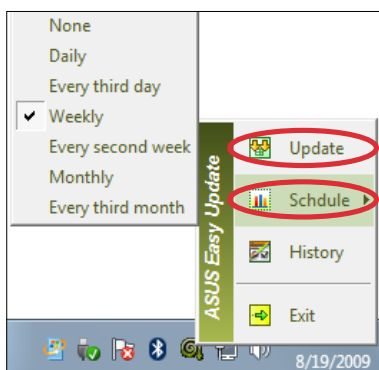 None
Daily
Every third day
Weekly
Every second week
Monthly
Every third month
ASUS Easy Update
Update
Schdule
History
Exit
8/19/2009